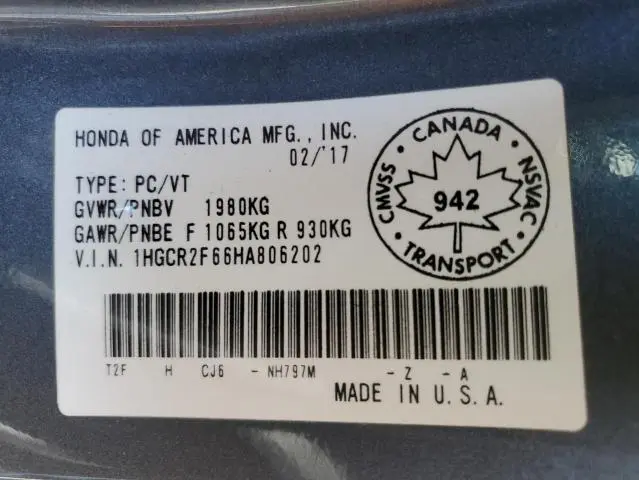 HONDA OF AMERICA MFG., INC.
02/'17
TYPE: PC/VT
GVWR/PNBV 1980KG
GAWR/PNBE F 1065KG R 930KG
V.I.N. 1HGCR2F66HA806202
CMVSS · CANADA · NSVAC
942
TRANSPORT
T2F H CJ6 - NH797M - Z - A
MADE IN U.S.A.